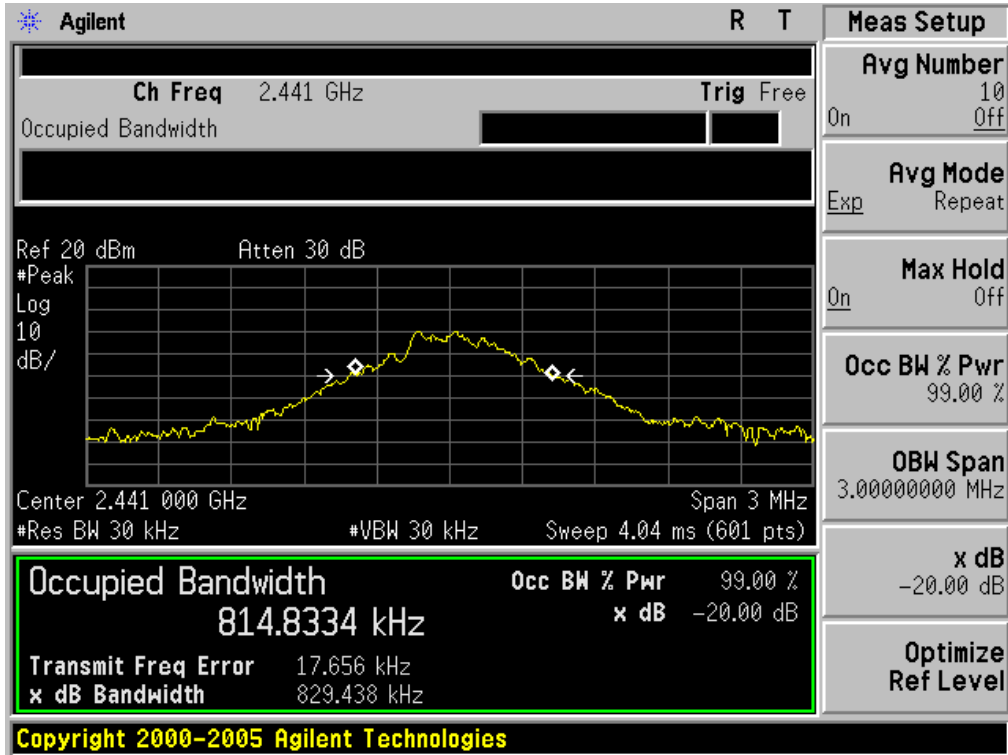 Agilent R T
Ch Freq 2.441 GHz Trig Free
Occupied Bandwidth
Ref 20 dBm Atten 30 dB
#Peak
Log
10
dB/
Center 2.441 000 GHz Span 3 MHz
#Res BW 30 kHz #VBW 30 kHz Sweep 4.04 ms (601 pts)
Occupied Bandwidth Occ BW % Pwr 99.00 %
814.8334 kHz x dB -20.00 dB
Transmit Freq Error 17.656 kHz
x dB Bandwidth 829.438 kHz
Copyright 2000-2005 Agilent Technologies
Meas Setup
Avg Number
10
On Off
Avg Mode
Exp Repeat
Max Hold
On Off
Occ BW % Pwr
99.00 %
OBW Span
3.00000000 MHz
x dB
-20.00 dB
Optimize
Ref Level